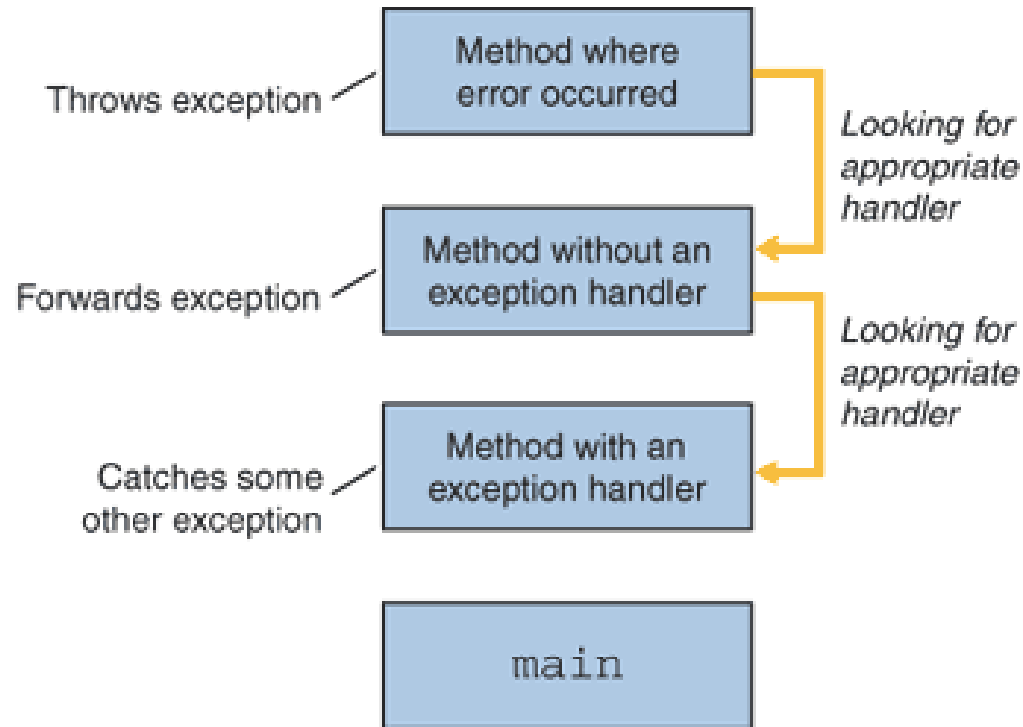 Method where
error occurred
Throws exception
Looking for
appropriate
handler
Method without an
exception handler
Forwards exception
Looking for
appropriate
handler
Method with an
exception handler
Catches some
other exception
main